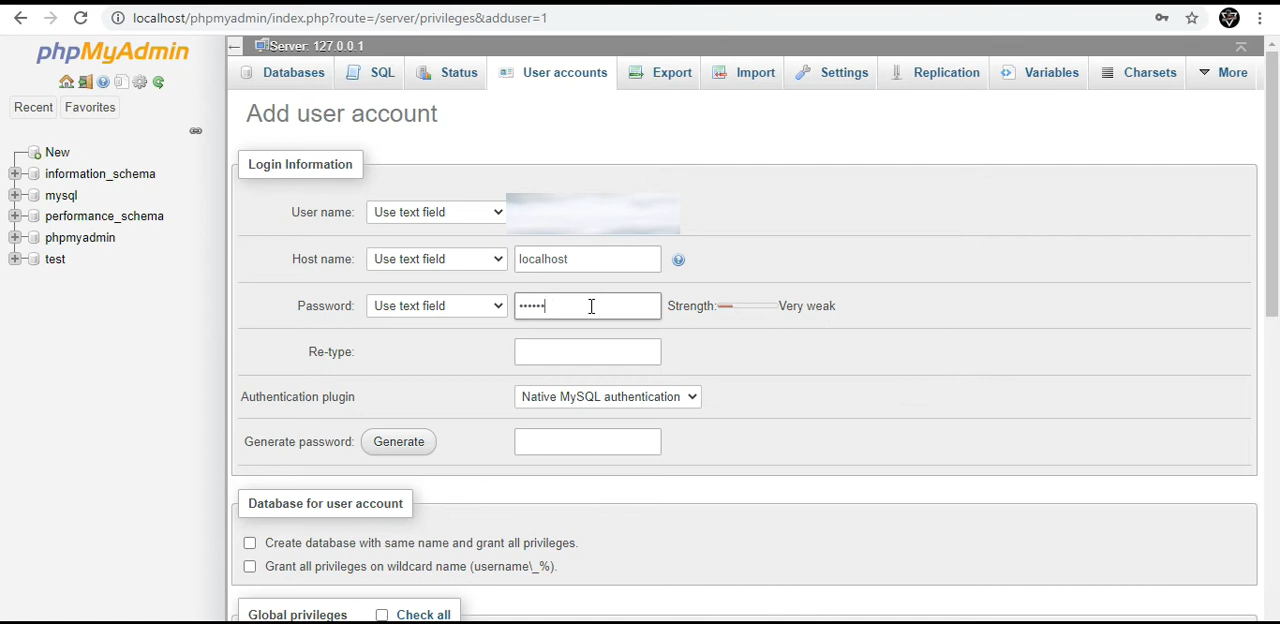 localhost/phpmyadmin/index.php?route=/server/privileges&adduser=1
phpMyAdmin
Recent Favorites
New
information_schema
mysql
performance_schema
phpmyadmin
test
Server: 127.0.0.1
Databases SQL Status User accounts Export Import Settings Replication Variables Charsets More
Add user account
Login Information
User name: Use text field
Host name: Use text field localhost
Password: Use text field •••••• Strength: Very weak
Re-type:
Authentication plugin Native MySQL authentication
Generate password: Generate
Database for user account
Create database with same name and grant all privileges.
Grant all privileges on wildcard name (username\_%).
Global privileges Check all